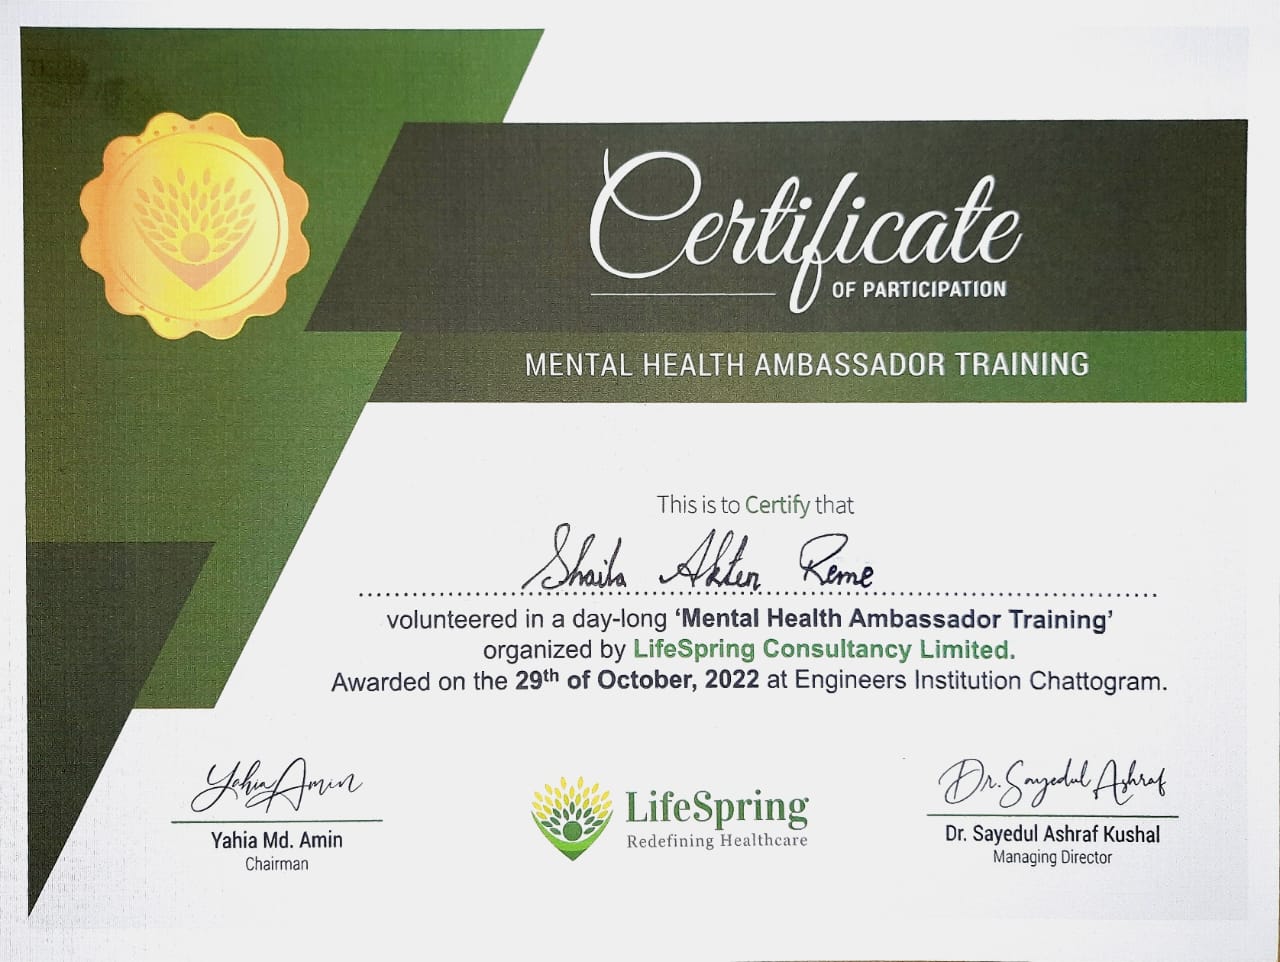 Certificate
OF PARTICIPATION
MENTAL HEALTH AMBASSADOR TRAINING
This is to Certify that
Shaila Akter Reme
volunteered in a day-long ‘Mental Health Ambassador Training’
organized by LifeSpring Consultancy Limited.
Awarded on the 29th of October, 2022 at Engineers Institution Chattogram.
Yahia Amin
Yahia Md. Amin
Chairman
LifeSpring
Redefining Healthcare
Dr. Sayedul Ashraf
Dr. Sayedul Ashraf Kushal
Managing Director